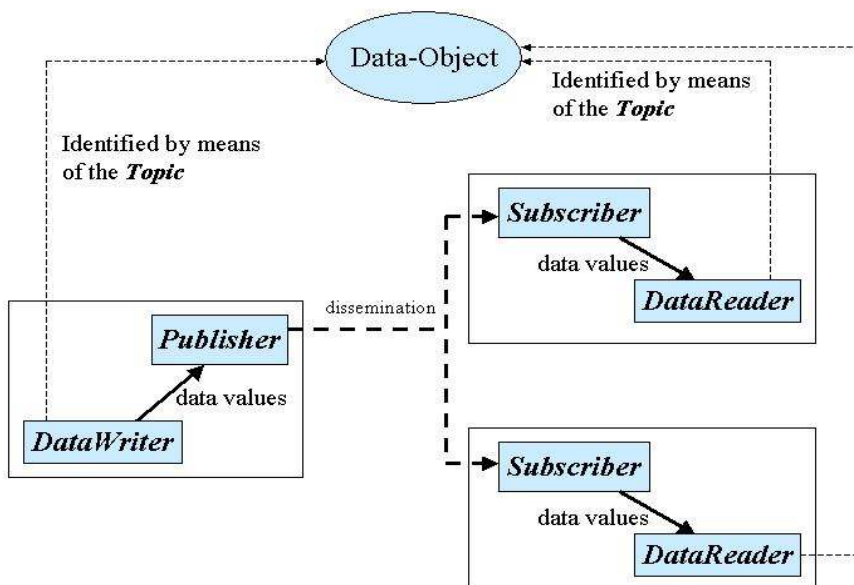 Data-Object
Identified by means
of the Topic
Identified by means
of the Topic
Subscriber
data values
DataReader
dissemination
Publisher
data values
DataWriter
Subscriber
data values
DataReader